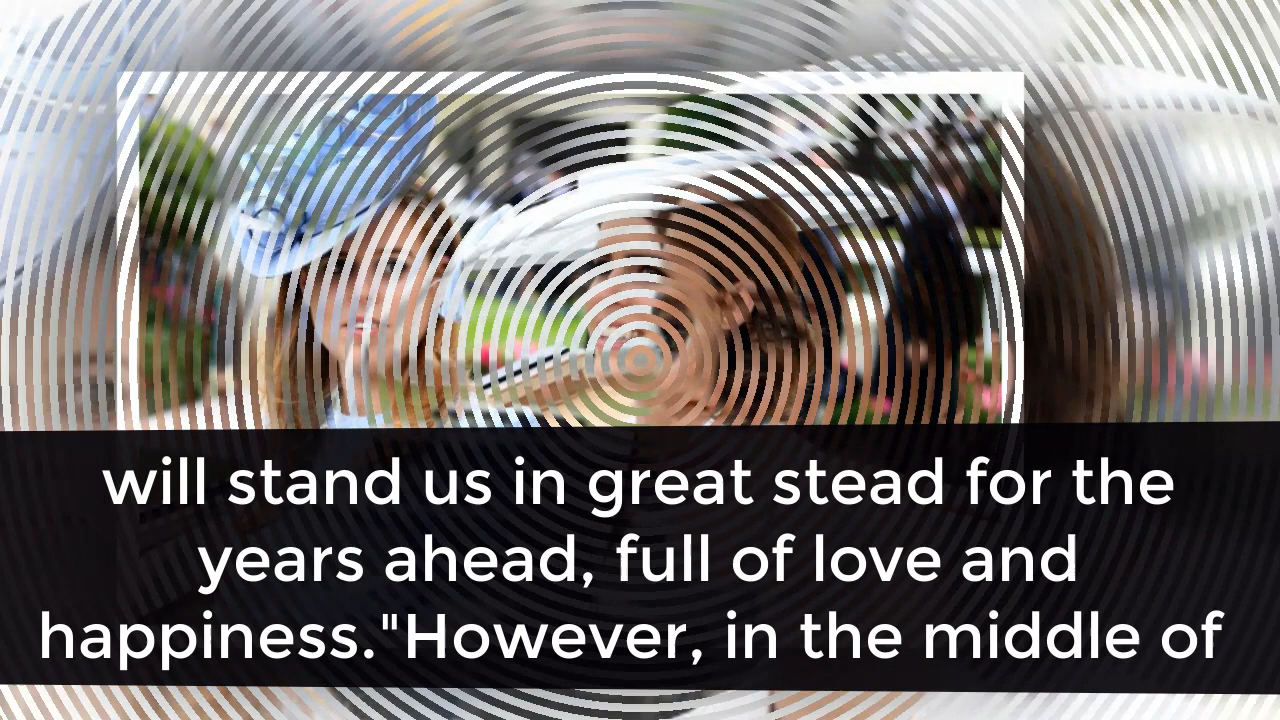 will stand us in great stead for the
years ahead, full of love and
happiness."However, in the middle of